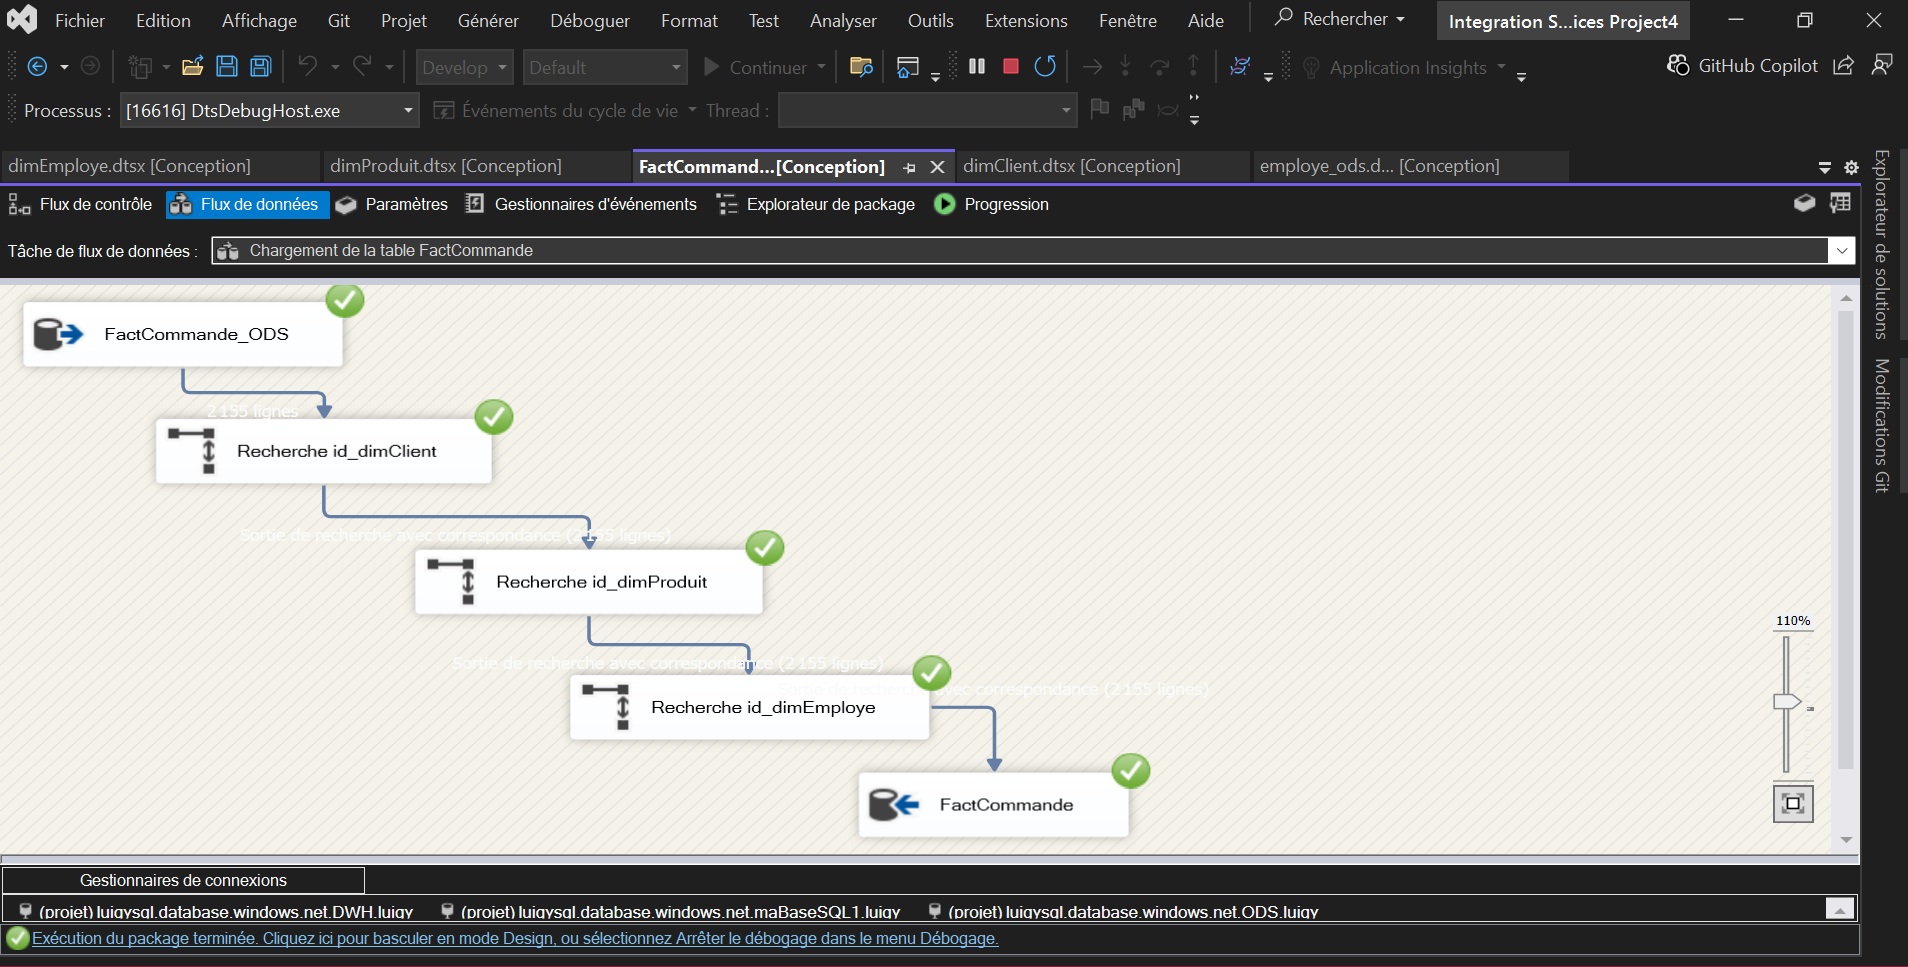 Fichier Edition Affichage Git Projet Générer Déboguer Format Test Analyser Outils Extensions Fenêtre Aide Rechercher Integration S...ices Project4
Develop Default Continuer Application Insights GitHub Copilot
Processus : [16616] DtsDebugHost.exe Événements du cycle de vie Thread :
dimEmploye.dtsx [Conception] dimProduit.dtsx [Conception] FactCommand...[Conception] dimClient.dtsx [Conception] employe_ods.d... [Conception]
Flux de contrôle Flux de données Paramètres Gestionnaires d'événements Explorateur de package Progression
Tâche de flux de données : Chargement de la table FactCommande
FactCommande_ODS
2 155 lignes
Recherche id_dimClient
Sortie de recherche avec correspondance (2 155 lignes)
Recherche id_dimProduit
Sortie de recherche avec correspondance (2 155 lignes)
Recherche id_dimEmploye
Sortie de recherche avec correspondance (2 155 lignes)
FactCommande
110%
Explorateur de solutions
Modifications Git
Gestionnaires de connexions
(projet) luigysql.database.windows.net.DWH.luigy (projet) luigysql.database.windows.net.maBaseSQL1.luigy (projet) luigysql.database.windows.net.ODS.luigy
Exécution du package terminée. Cliquez ici pour basculer en mode Design, ou sélectionnez Arrêter le débogage dans le menu Débogage.